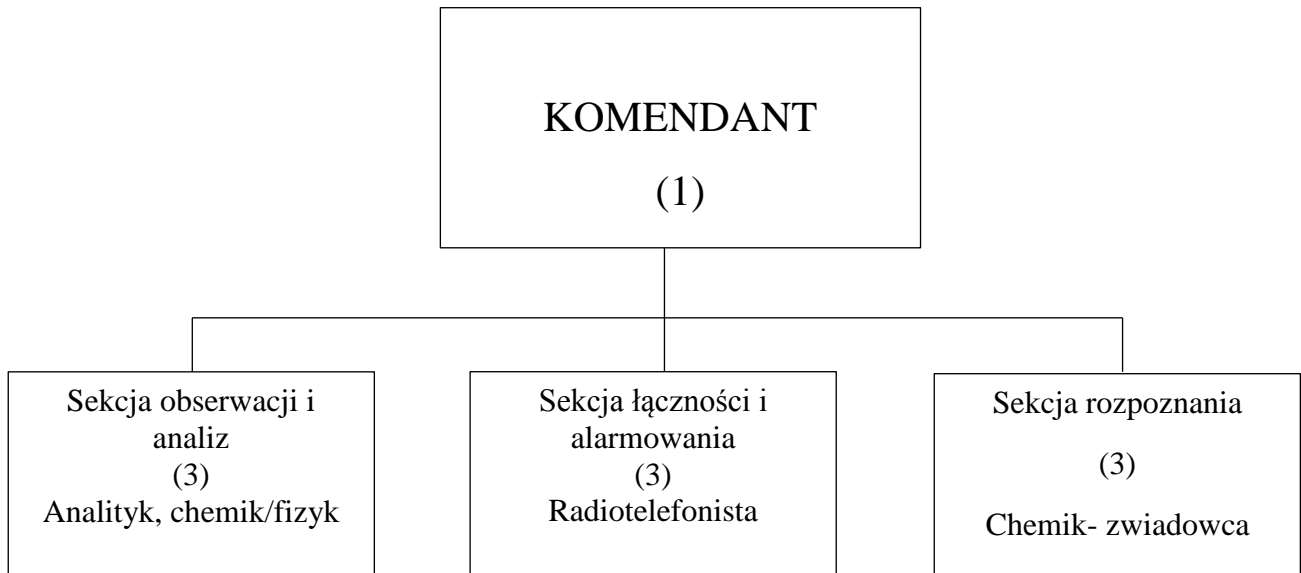 KOMENDANT
(1)
Sekcja obserwacji i
analiz
(3)
Analityk, chemik/fizyk
Sekcja łączności i
alarmowania
(3)
Radiotelefonista
Sekcja rozpoznania
(3)
Chemik- zwiadowca